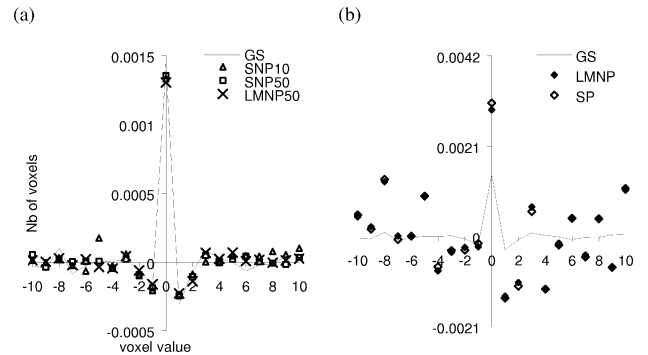 (a)
(b)
0.0015
0.001
0.0005
0
-0.0005
Nb of voxels
-10 -8 -6 -4 -2 0 2 4 6 8 10
voxel value
GS
SNP10
SNP50
LMNP50
0.0042
0.0021
0
-0.0021
-10 -8 -6 -4 -2 0 2 4 6 8 10
GS
LMNP
SP